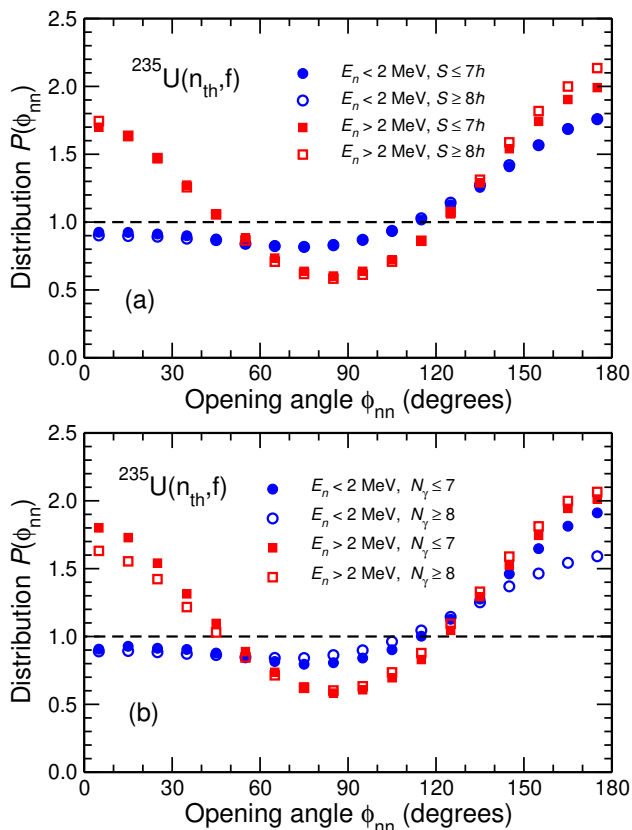 2.5
2.0
1.5
1.0
0.5
0.0
Distribution P(ϕnn)
²³⁵U(nth,f)
En < 2 MeV, S ≤ 7ħ
En < 2 MeV, S ≥ 8ħ
En > 2 MeV, S ≤ 7ħ
En > 2 MeV, S ≥ 8ħ
(a)
0 30 60 90 120 150 180
Opening angle ϕnn (degrees)
2.5
2.0
1.5
1.0
0.5
0.0
Distribution P(ϕnn)
²³⁵U(nth,f)
En < 2 MeV, Nγ ≤ 7
En < 2 MeV, Nγ ≥ 8
En > 2 MeV, Nγ ≤ 7
En > 2 MeV, Nγ ≥ 8
(b)
0 30 60 90 120 150 180
Opening angle ϕnn (degrees)